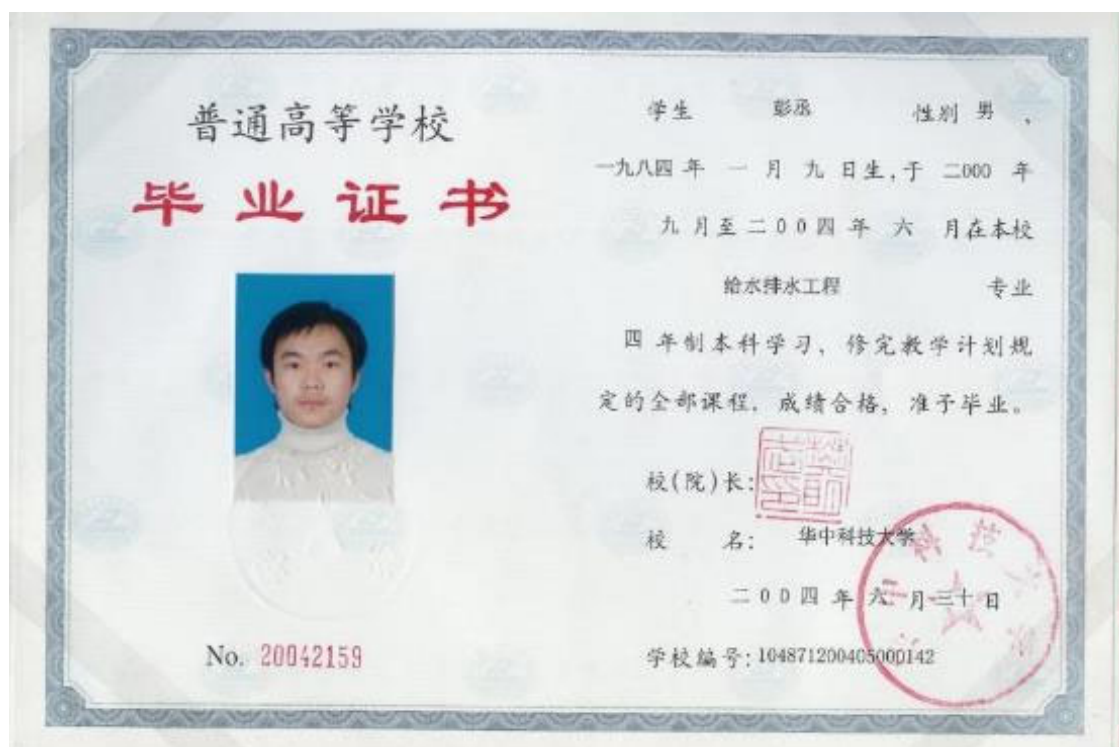 普通高等学校
毕业证书
No. 20042159
学生 彭丞 性别 男 、
一九八四 年 一 月 九 日生,于 二000 年
九 月至 二00四 年 六 月在本校
给水排水工程 专业
四 年制本科学习、修完教学计划规
定的全部课程, 成绩合格, 准予毕业。
校(院)长:
校 名: 华中科技大学
二00四 年 六 月 三十 日
学校编号: 104871200405000142